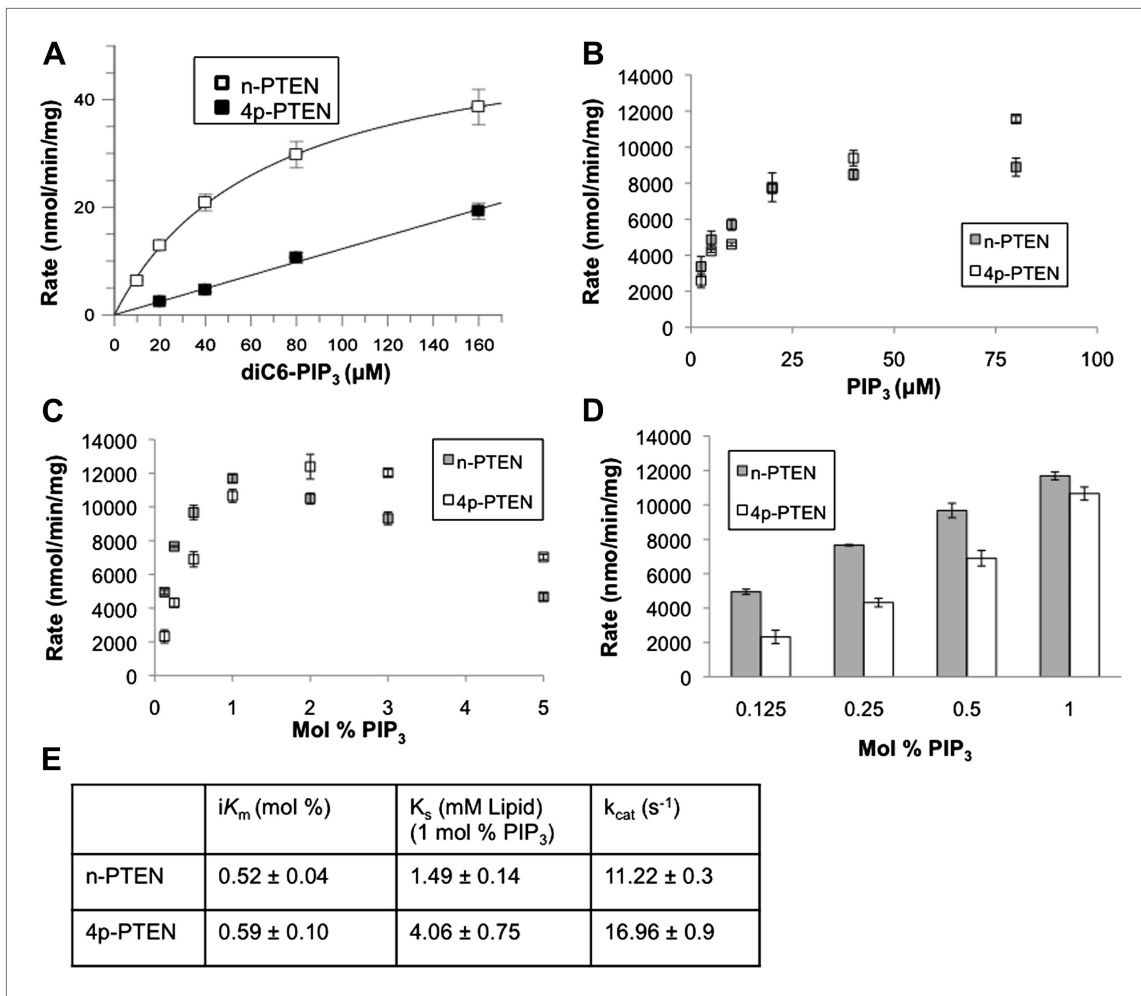 A
n-PTEN
4p-PTEN
Rate (nmol/min/mg)
40
20
0
0 20 40 60 80 100 120 140 160
diC6-PIP₃ (µM)
B
Rate (nmol/min/mg)
14000
12000
10000
8000
6000
4000
2000
0
0 25 50 75 100
n-PTEN
4p-PTEN
PIP₃ (µM)
C
Rate (nmol/min/mg)
14000
12000
10000
8000
6000
4000
2000
0
0 1 2 3 4 5
n-PTEN
4p-PTEN
Mol % PIP₃
D
Rate (nmo/min/mg)
14000
12000
10000
8000
6000
4000
2000
0
n-PTEN
4p-PTEN
0.125 0.25 0.5 1
Mol % PIP₃
E
iKm (mol %) Ks (mM Lipid) kcat (s⁻¹)
(1 mol % PIP₃)
n-PTEN 0.52 ± 0.04 1.49 ± 0.14 11.22 ± 0.3
4p-PTEN 0.59 ± 0.10 4.06 ± 0.75 16.96 ± 0.9